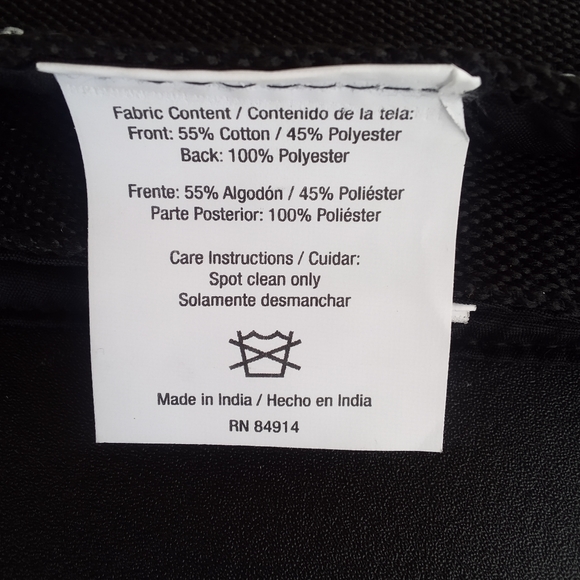 Fabric Content / Contenido de la tela:
Front: 55% Cotton / 45% Polyester
Back: 100% Polyester
Frente: 55% Algodón / 45% Poliéster
Parte Posterior: 100% Poliéster
Care Instructions / Cuidar:
Spot clean only
Solamente desmanchar
Made in India / Hecho en India
RN 84914